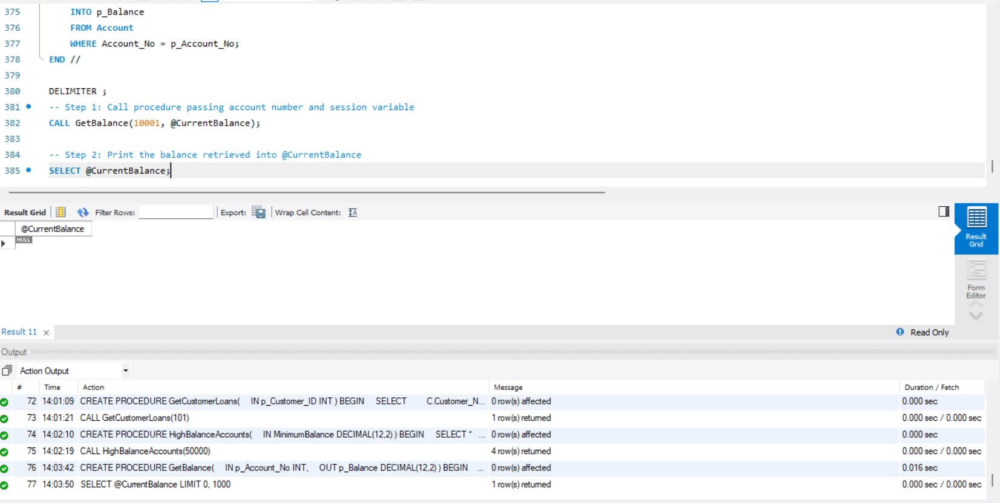 375 INTO p_Balance
376 FROM Account
377 WHERE Account_No = p_Account_No;
378 END //
379
380 DELIMITER ;
381 -- Step 1: Call procedure passing account number and session variable
382 CALL GetBalance(10001, @CurrentBalance);
383
384 -- Step 2: Print the balance retrieved into @CurrentBalance
385 SELECT @CurrentBalance;
Result Grid Filter Rows: Export: Wrap Cell Content: IA
@CurrentBalance
NULL
Result
Grid
Form
Editor
Result 11 Read Only
Output
Action Output
# Time Action Message Duration / Fetch
72 14:01:09 CREATE PROCEDURE GetCustomerLoans( IN p_Customer_ID INT ) BEGIN SELECT C.Customer_N... 0 row(s) affected 0.000 sec
73 14:01:21 CALL GetCustomerLoans(101) 1 row(s) returned 0.000 sec / 0.000 sec
74 14:02:10 CREATE PROCEDURE HighBalanceAccounts( IN MinimumBalance DECIMAL(12,2) ) BEGIN SELECT * ... 0 row(s) affected 0.000 sec
75 14:02:19 CALL HighBalanceAccounts(50000) 4 row(s) returned 0.000 sec / 0.000 sec
76 14:03:42 CREATE PROCEDURE GetBalance( IN p_Account_No INT, OUT p_Balance DECIMAL(12,2) ) BEGIN ... 0 row(s) affected 0.016 sec
77 14:03:50 SELECT @CurrentBalance LIMIT 0, 1000 1 row(s) returned 0.000 sec / 0.000 sec